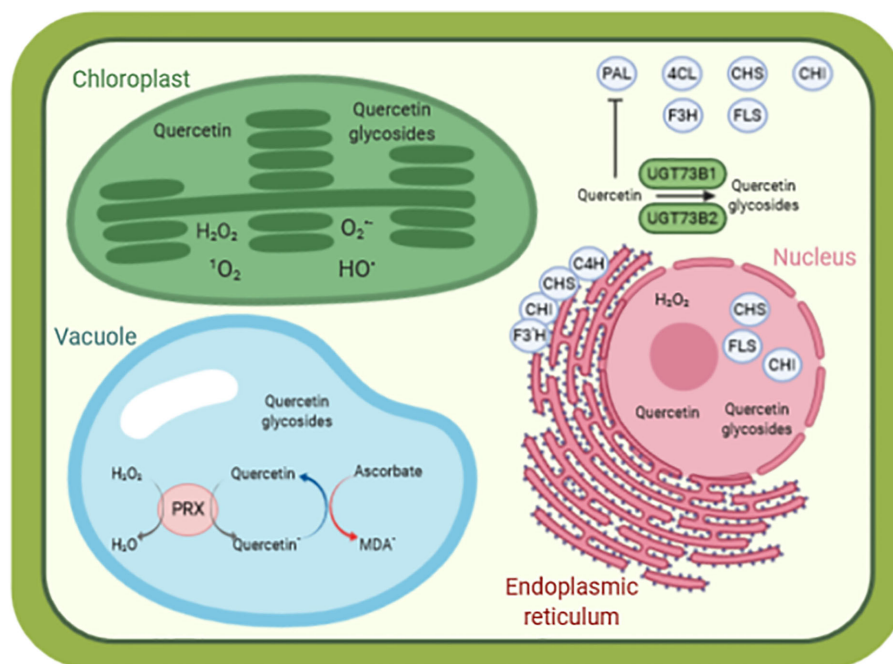 Chloroplast
Quercetin
Quercetin
glycosides
H₂O₂
O₂•–
¹O₂
HO•
PAL
4CL
CHS
CHI
F3H
FLS
UGT73B1
Quercetin
Quercetin
glycosides
UGT73B2
Nucleus
C4H
CHS
CHI
F3'H
H₂O₂
CHS
FLS
CHI
Quercetin
Quercetin
glycosides
Vacuole
Quercetin
glycosides
H₂O₂
Quercetin
Ascorbate
PRX
H₂O
Quercetin•
MDA•
Endoplasmic
reticulum